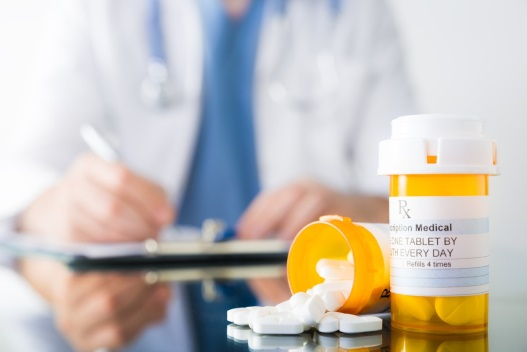 Rx
ription Medical
ONE TABLET BY
TH EVERY DAY
Refills 4 times